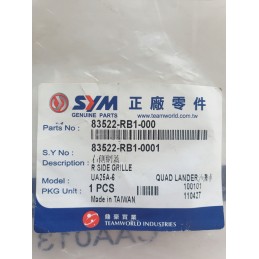 SYM 正廠零件
GENUINE PARTS www.teamworld.com.tw
Parts No : 83522-RB1-000
S.Y No : 83522-RB1-0001
Description :
R SIDE GRILLE
Model : UA25A-6 QUAD LANDER
100101
PKG Unit : 1 PCS 110427
Made in TAIWAN
TEAMWORLD INDUSTRIES